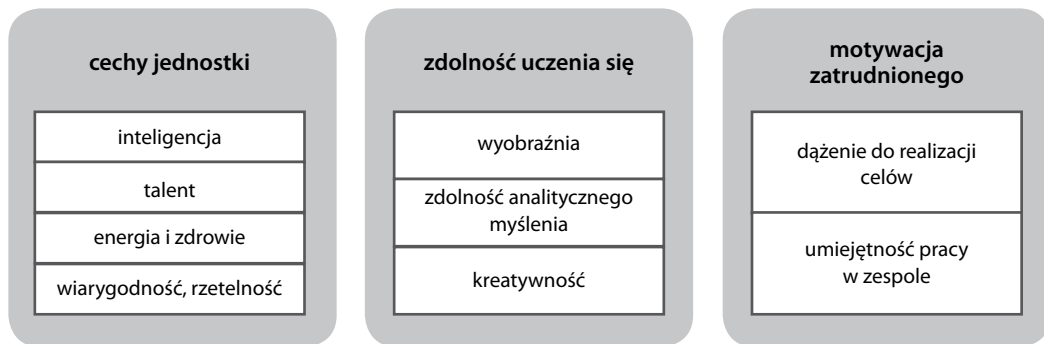 cechy jednostki
inteligencja
talent
energia i zdrowie
wiarygodność, rzetelność
zdolność uczenia się
wyobraźnia
zdolność analitycznego
myślenia
kreatywność
motywacja
zatrudnionego
dążenie do realizacji
celów
umiejętność pracy
w zespole